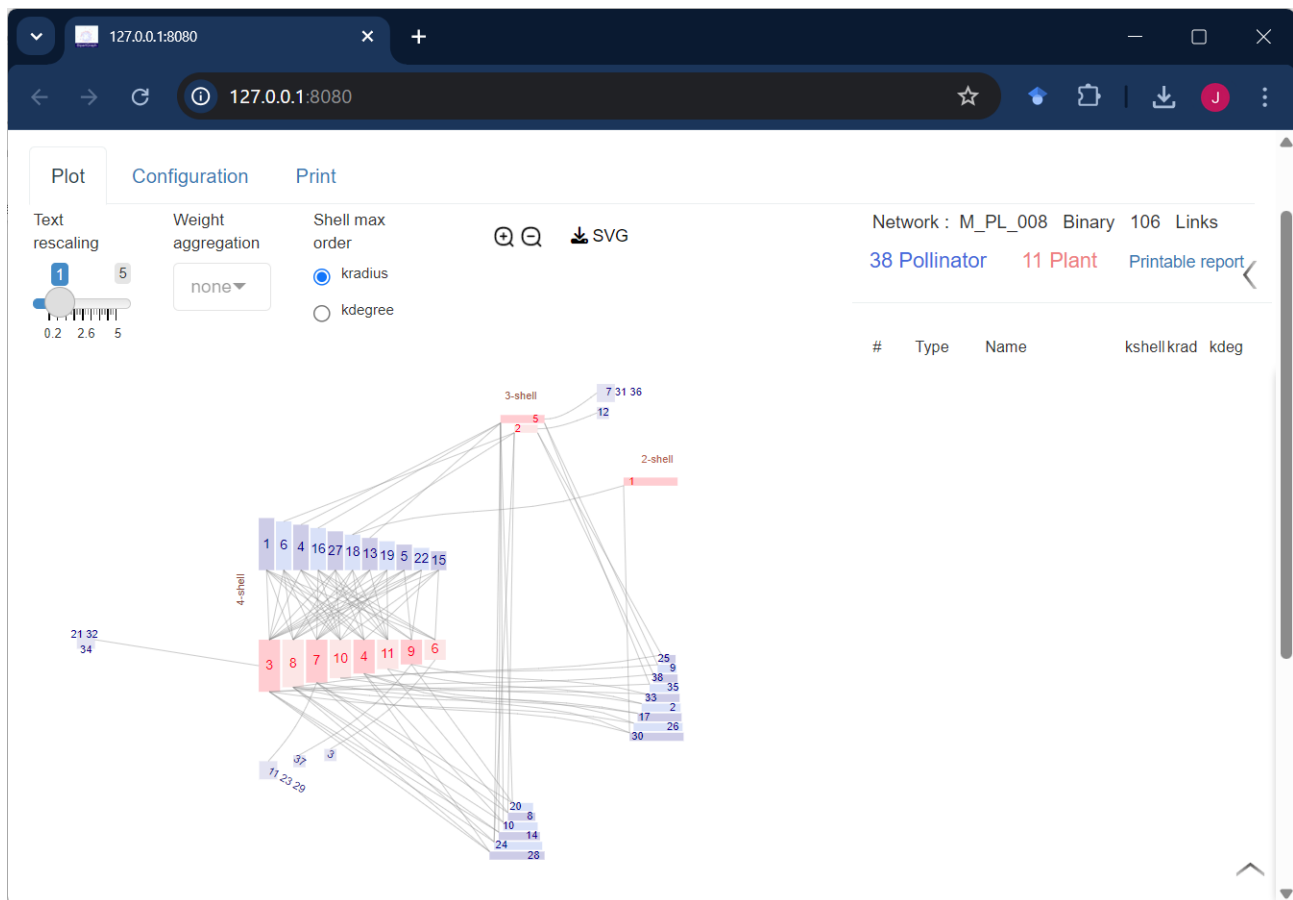 127.0.0.1:8080
127.0.0.1:8080
J
Plot Configuration Print
Text rescaling
Weight aggregation
Shell max order
SVG
Network : M_PL_008 Binary 106 Links
38 Pollinator 11 Plant Printable report
1 5
none
kradius
kdegree
0.2 2.6 5
# Type Name kshell krad kdeg
3-shell
7 31 36
12
5
2
2-shell
1
1 6 4 16 27 18 13 19 5 22 15
4-shell
21 32
34
3 8 7 10 4 11 9 6
25
9
38
35
33
2
17
26
30
37
3
11 23 29
20
8
10
14
24
28